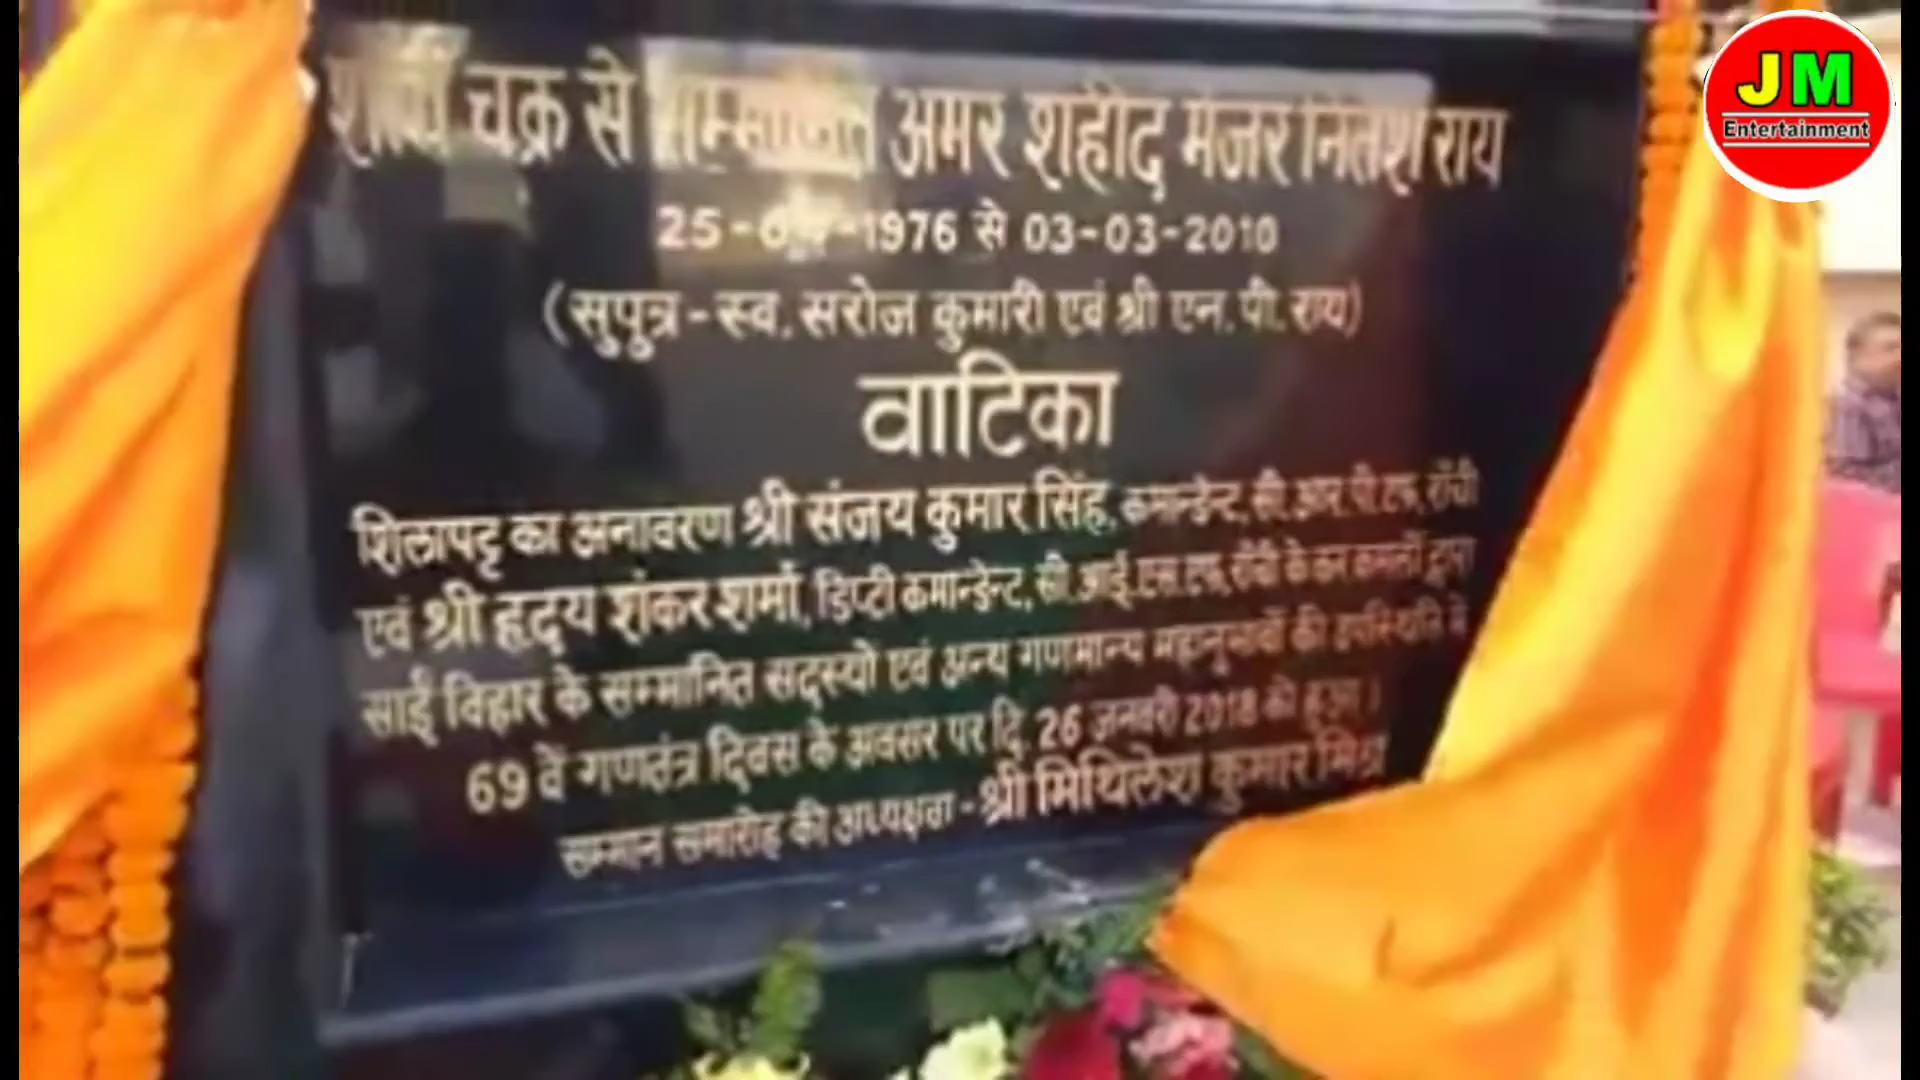 चक्र से सम्मानित अमर शहीद मेजर नितेश राय
25-0 -1976 से 03-03-2010
(सुपुत्र-स्व. सरोज कुमारी एवं श्री एन. पी. राय)
वाटिका
शिलापट्ट का अनावरण श्री संजय कुमार सिंह, कमान्डेन्ट, सी.आर.पी.एफ, राँची
एवं श्री हृदय शंकर शर्मा, डिप्टी कमान्डेन्ट, सी.आई.एस.एफ, राँची के कर कमलों द्वारा
साईं विहार के सम्मानित सदस्यों एवं अन्य गणमान्य महानुभावों की उपस्थिति में
69 वें गणतंत्र दिवस के अवसर पर दि. 26 जनवरी 2018 को हुआ।
सम्मान समारोह की अध्यक्षता - श्री मिथिलेश कुमार मिश्र
JM
Entertainment